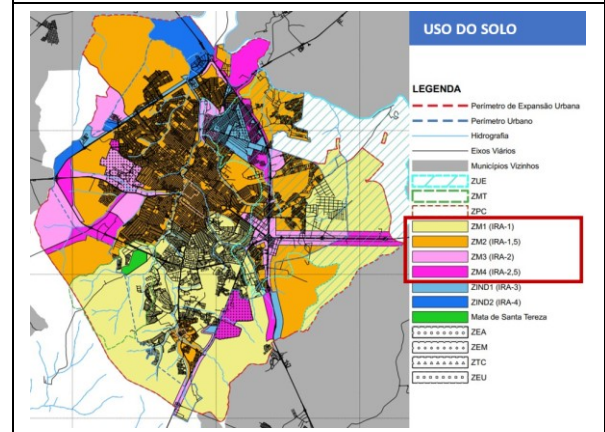 USO DO SOLO
LEGENDA
Perímetro de Expansão Urbana
Perímetro Urbano
Hidrografia
Eixos Viários
Municípios Vizinhos
ZUE
ZMT
ZPC
ZM1 (IRA-1)
ZM2 (IRA-1,5)
ZM3 (IRA-2)
ZM4 (IRA-2,5)
ZIND1 (IRA-3)
ZIND2 (IRA-4)
Mata de Santa Tereza
ZEA
ZEM
ZTC
ZEU